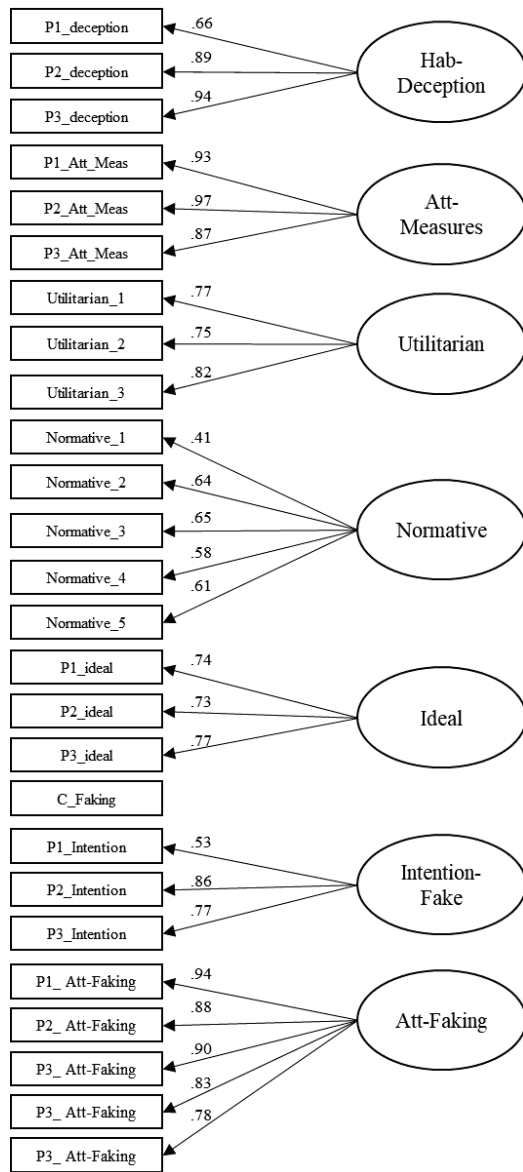 P1_deception
.66
P2_deception
.89
Hab-
Deception
P3_deception
.94
P1_Att_Meas
.93
P2_Att_Meas
.97
Att-
Measures
P3_Att_Meas
.87
Utilitarian_1
.77
Utilitarian_2
.75
Utilitarian
Utilitarian_3
.82
Normative_1
.41
Normative_2
.64
Normative_3
.65
Normative
Normative_4
.58
Normative_5
.61
P1_ideal
.74
P2_ideal
.73
Ideal
P3_ideal
.77
C_Faking
P1_Intention
.53
P2_Intention
.86
Intention-
Fake
P3_Intention
.77
P1_ Att-Faking
.94
P2_ Att-Faking
.88
Att-Faking
P3_ Att-Faking
.90
P3_ Att-Faking
.83
P3_ Att-Faking
.78